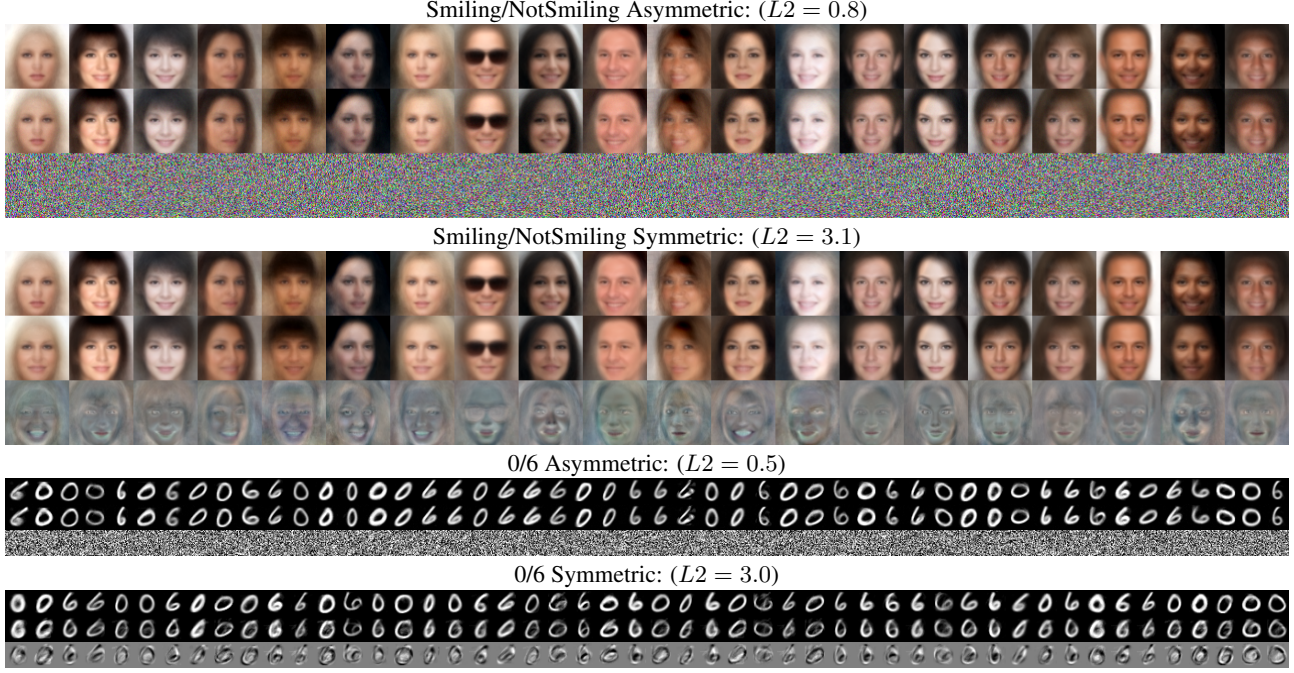 Smiling/NotSmiling Asymmetric: (L2 = 0.8)
Smiling/NotSmiling Symmetric: (L2 = 3.1)
0/6 Asymmetric: (L2 = 0.5)
0/6 Symmetric: (L2 = 3.0)